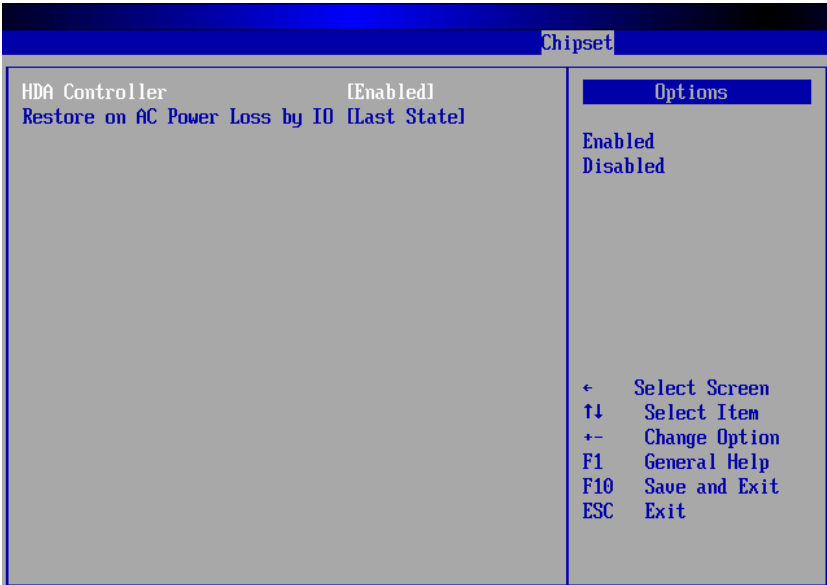 Chipset
HDA Controller [Enabled]
Restore on AC Power Loss by IO [Last State]
Options
Enabled
Disabled
← Select Screen
↑↓ Select Item
+- Change Option
F1 General Help
F10 Save and Exit
ESC Exit